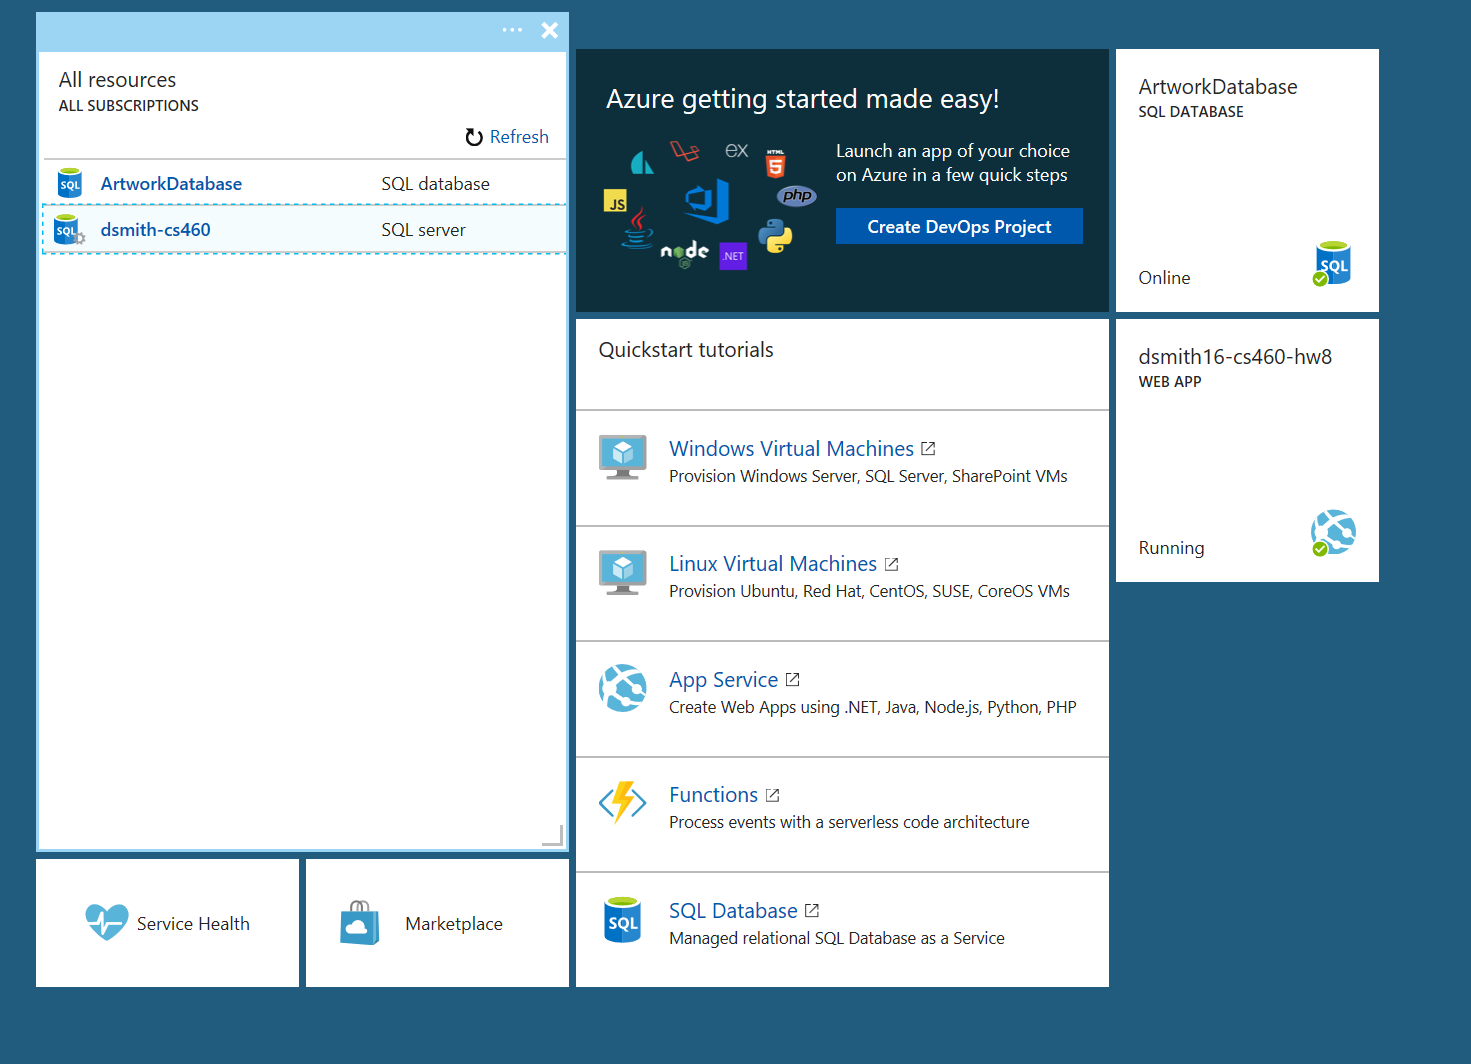 All resources
ALL SUBSCRIPTIONS
Refresh
SQL ArtworkDatabase SQL database
SQL dsmith-cs460 SQL server
Service Health
Marketplace
Azure getting started made easy!
ex
HTML
5
JS
php
node
JS
.NET
Launch an app of your choice
on Azure in a few quick steps
Create DevOps Project
Quickstart tutorials
Windows Virtual Machines
Provision Windows Server, SQL Server, SharePoint VMs
Linux Virtual Machines
Provision Ubuntu, Red Hat, CentOS, SUSE, CoreOS VMs
App Service
Create Web Apps using .NET, Java, Node.js, Python, PHP
Functions
Process events with a serverless code architecture
SQL
SQL Database
Managed relational SQL Database as a Service
ArtworkDatabase
SQL DATABASE
Online
SQL
dsmith16-cs460-hw8
WEB APP
Running